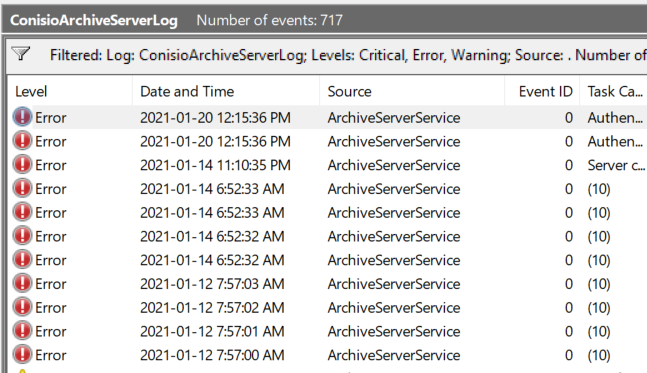 ConisioArchiveServerLog Number of events: 717
Filtered: Log: ConisioArchiveServerLog; Levels: Critical, Error, Warning; Source: . Number of
Level Date and Time Source Event ID Task Ca...
Error 2021-01-20 12:15:36 PM ArchiveServerService 0 Authen...
Error 2021-01-20 12:15:36 PM ArchiveServerService 0 Authen...
Error 2021-01-14 11:10:35 PM ArchiveServerService 0 Server c...
Error 2021-01-14 6:52:33 AM ArchiveServerService 0 (10)
Error 2021-01-14 6:52:33 AM ArchiveServerService 0 (10)
Error 2021-01-14 6:52:32 AM ArchiveServerService 0 (10)
Error 2021-01-14 6:52:32 AM ArchiveServerService 0 (10)
Error 2021-01-12 7:57:03 AM ArchiveServerService 0 (10)
Error 2021-01-12 7:57:02 AM ArchiveServerService 0 (10)
Error 2021-01-12 7:57:01 AM ArchiveServerService 0 (10)
Error 2021-01-12 7:57:00 AM ArchiveServerService 0 (10)